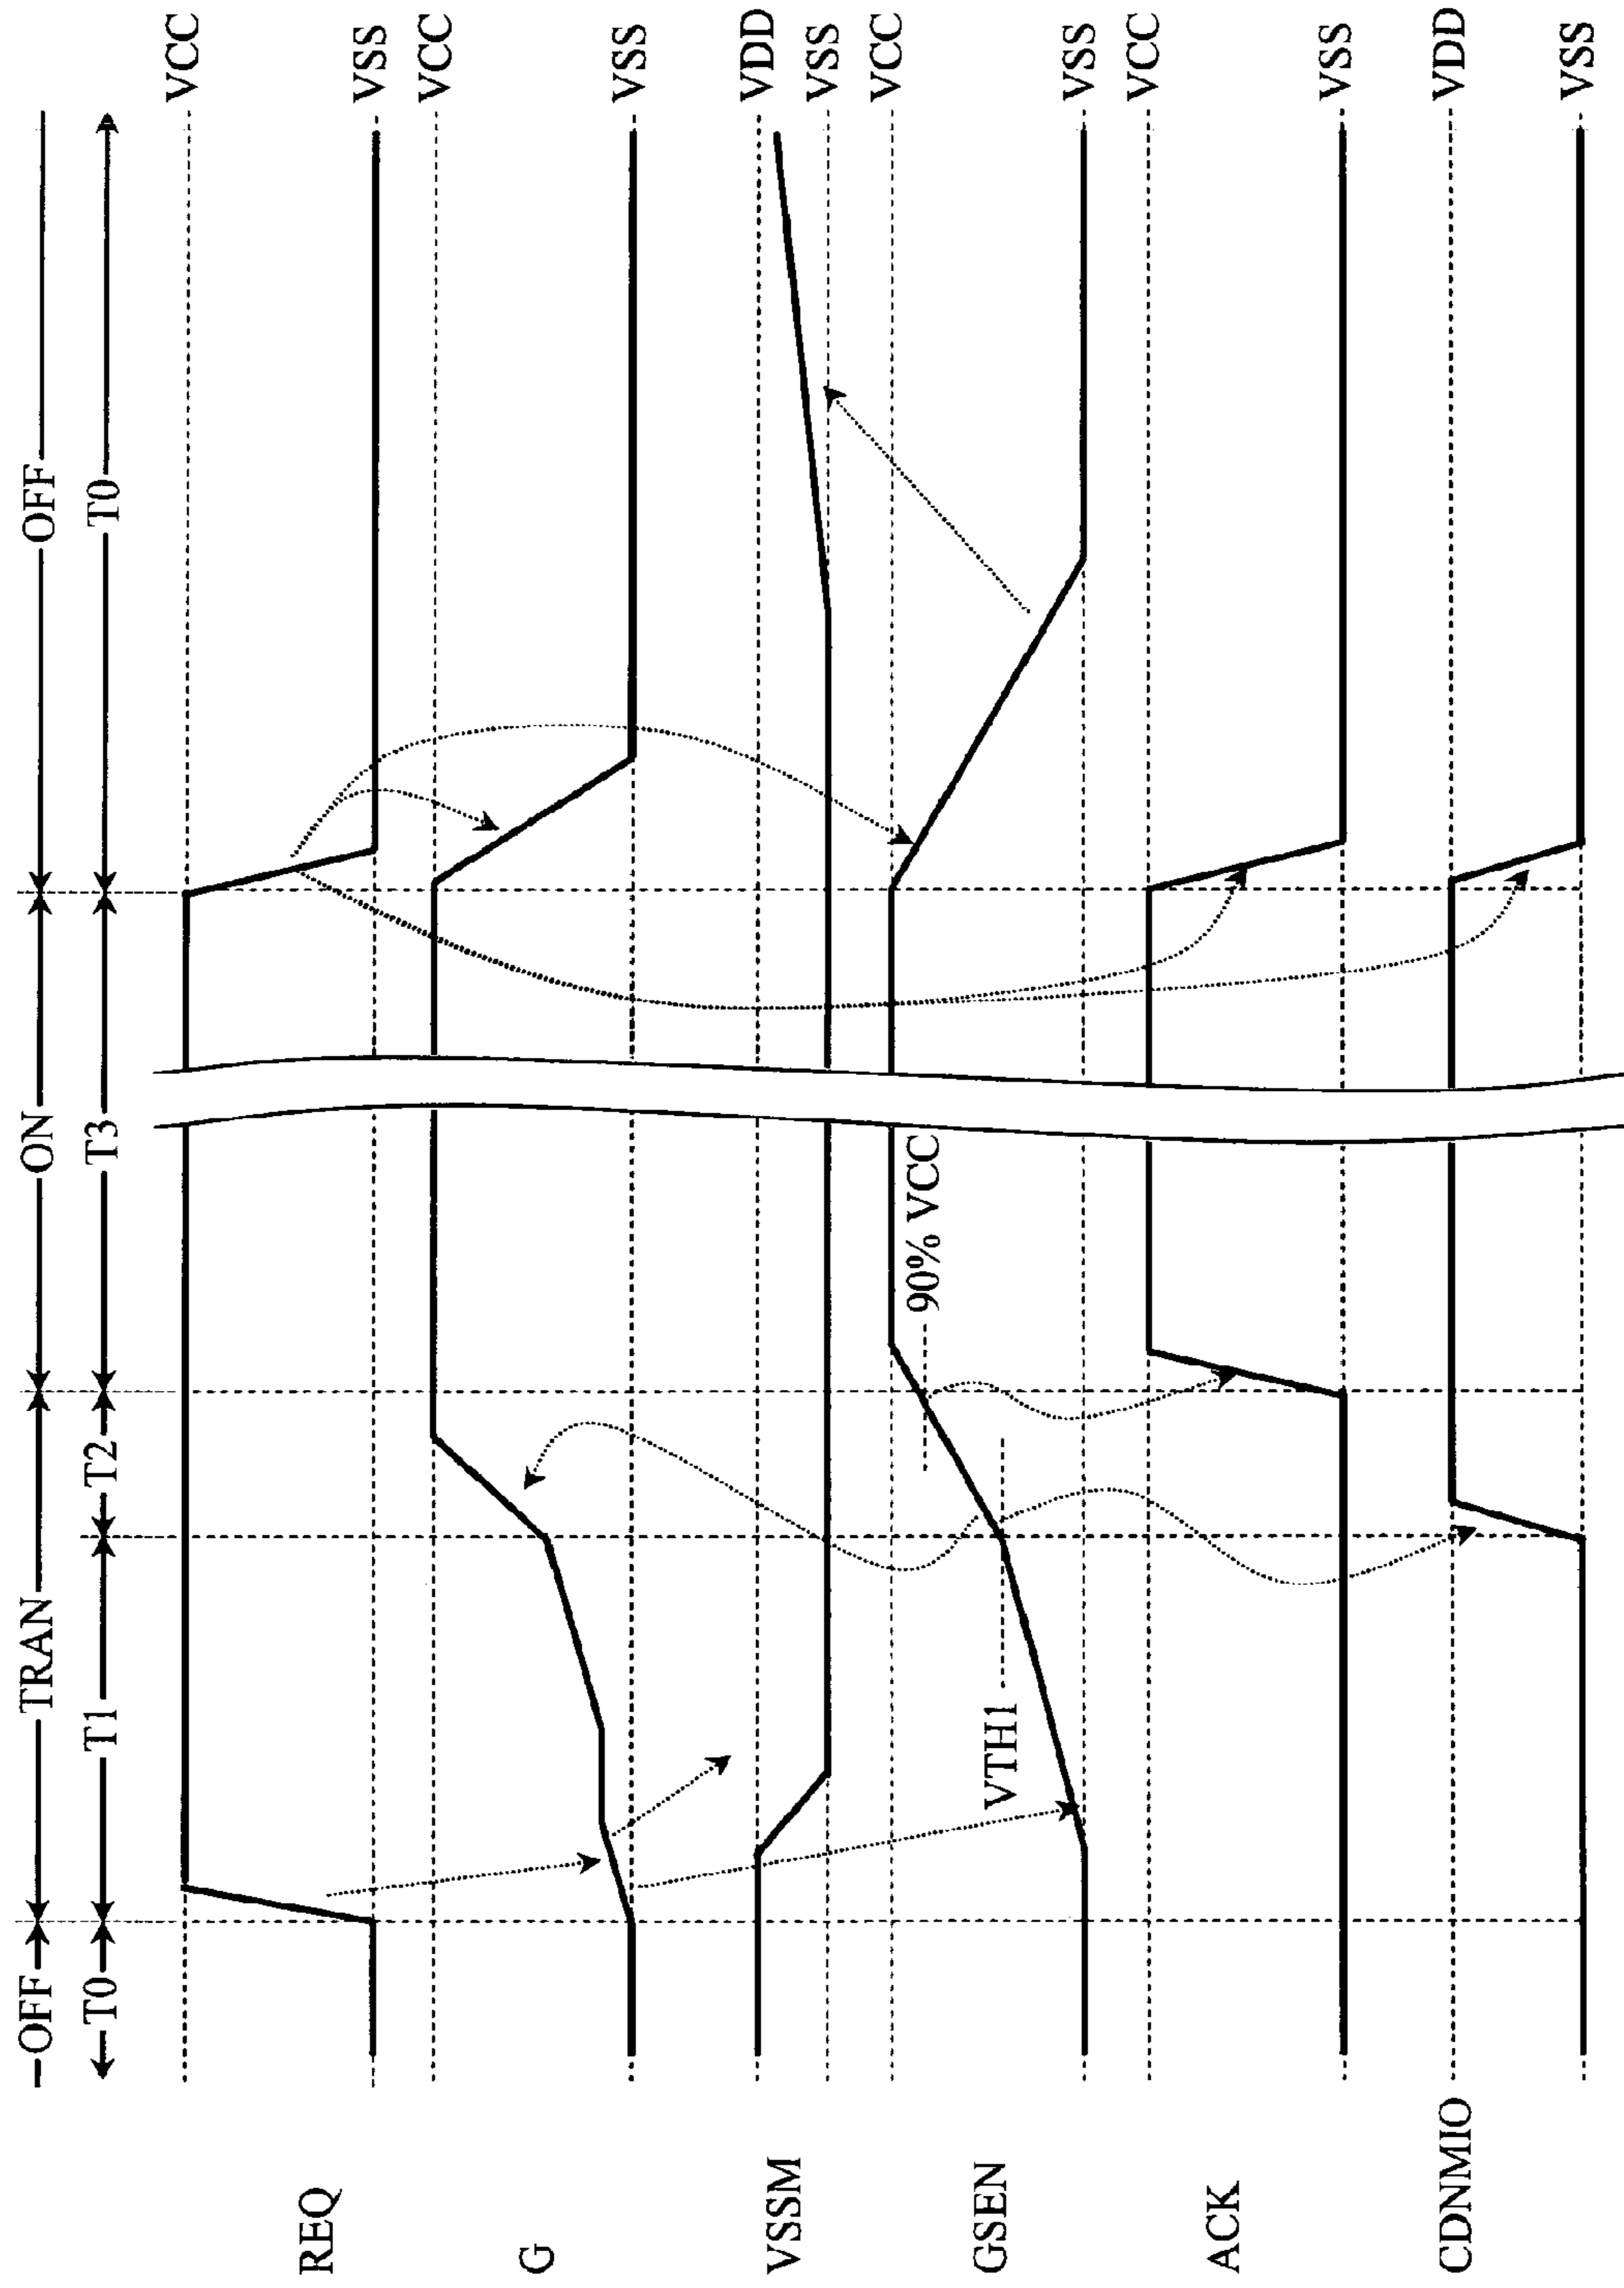 OFF TRAN ON OFF
T0 T1 T2 T3 T0
REQ VCC
VSS
G VCC
VSS
VSSM VDD
VSS
GSEN VTH1 90% VCC VCC
VSS
ACK VCC
VSS
CDNMIO VDD
VSS